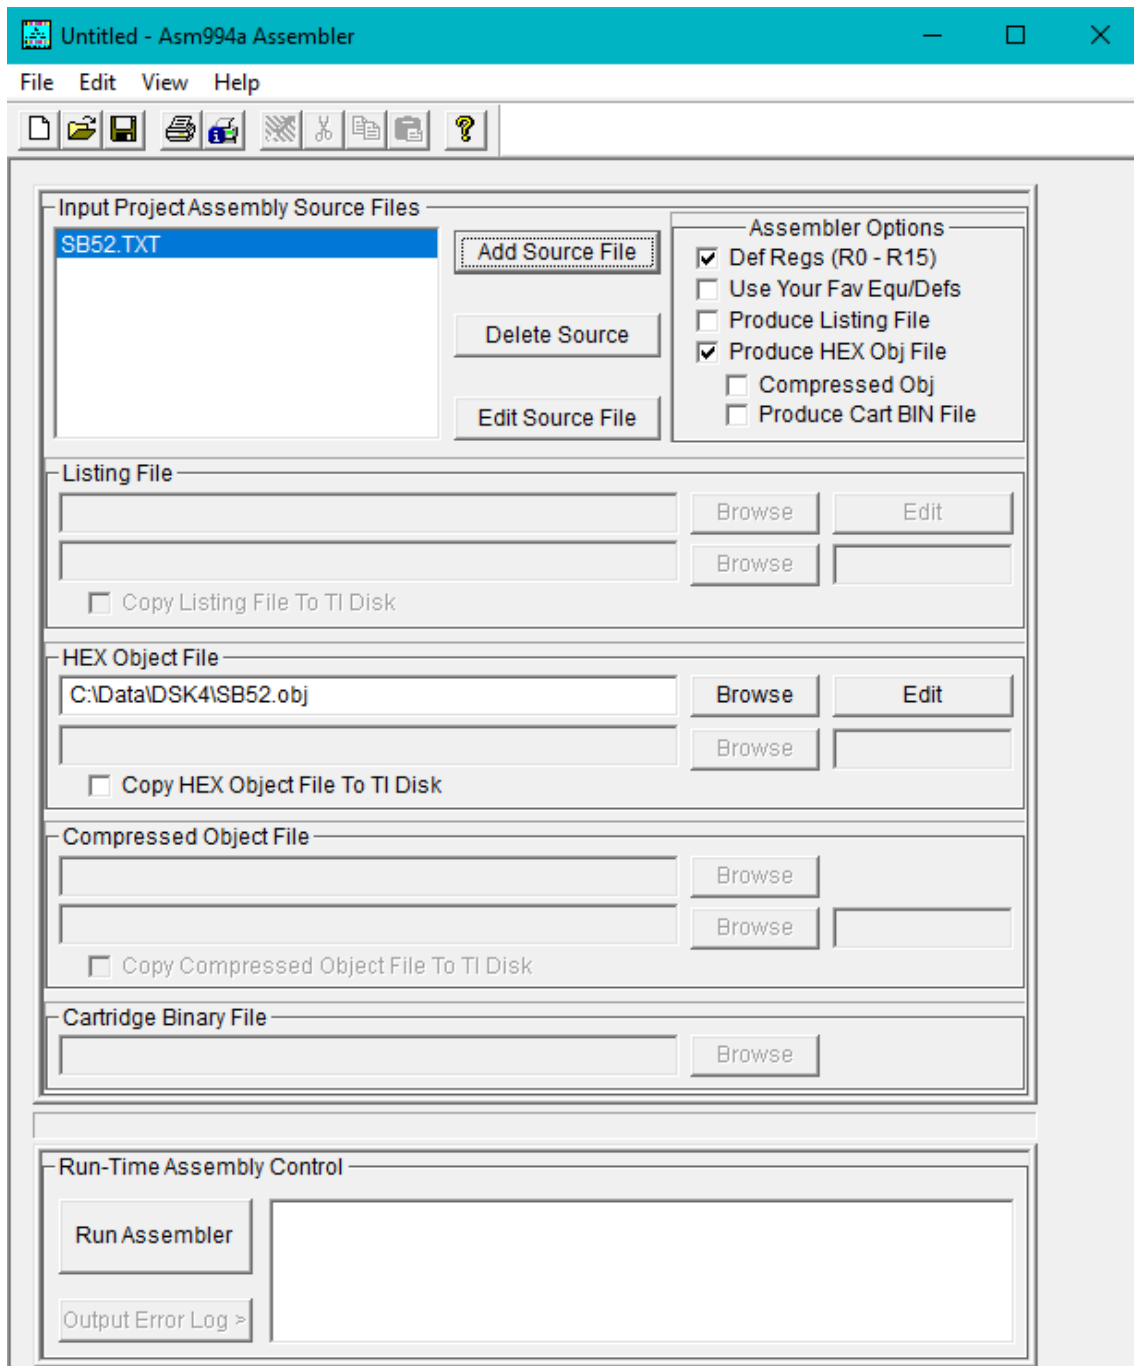 Untitled - Asm994a Assembler
File Edit View Help
Input Project Assembly Source Files
SB52.TXT
Add Source File
Delete Source
Edit Source File
Assembler Options
Def Regs (R0 - R15)
Use Your Fav Equ/Defs
Produce Listing File
Produce HEX Obj File
Compressed Obj
Produce Cart BIN File
Listing File
Browse Edit
Browse
Copy Listing File To TI Disk
HEX Object File
C:\Data\DSK4\SB52.obj Browse Edit
Browse
Copy HEX Object File To TI Disk
Compressed Object File
Browse
Browse
Copy Compressed Object File To TI Disk
Cartridge Binary File
Browse
Run-Time Assembly Control
Run Assembler
Output Error Log >